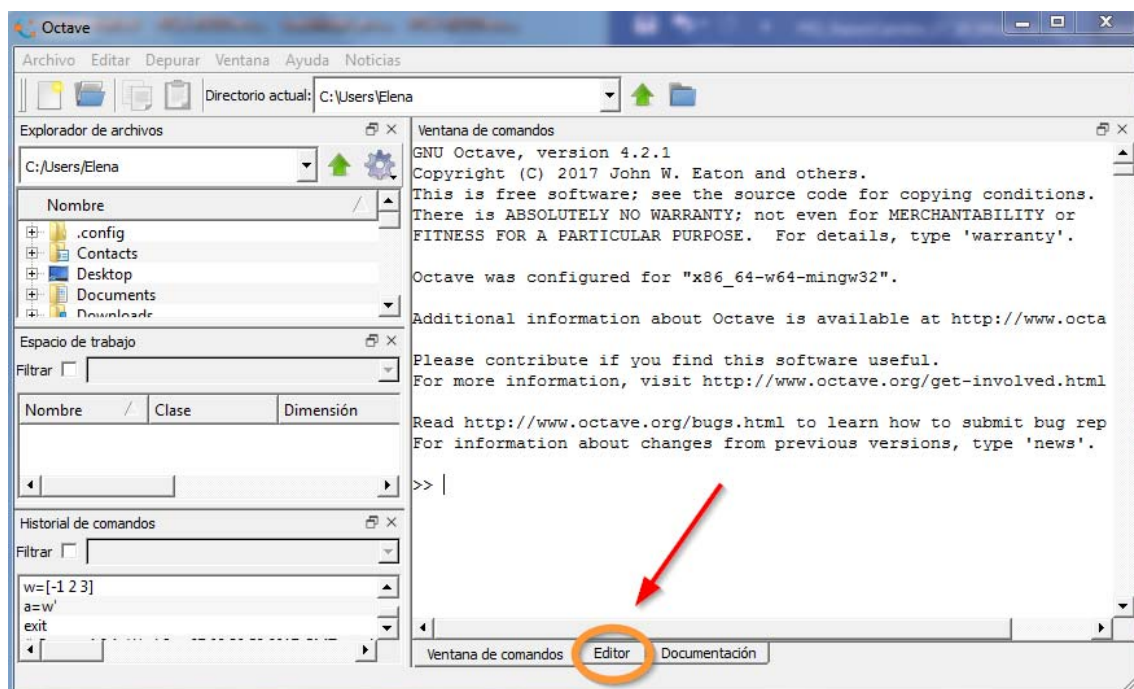 Octave
Archivo Editar Depurar Ventana Ayuda Noticias
Directorio actual: C:\Users\Elena
Explorador de archivos
C:/Users/Elena
Nombre
.config
Contacts
Desktop
Documents
Downloads
Espacio de trabajo
Filtrar
Nombre Clase Dimensión
Historial de comandos
Filtrar
w=[-1 2 3]
a=w'
exit
Ventana de comandos
GNU Octave, version 4.2.1
Copyright (C) 2017 John W. Eaton and others.
This is free software; see the source code for copying conditions.
There is ABSOLUTELY NO WARRANTY; not even for MERCHANTABILITY or
FITNESS FOR A PARTICULAR PURPOSE.  For details, type 'warranty'.
Octave was configured for "x86_64-w64-mingw32".
Additional information about Octave is available at http://www.octa
Please contribute if you find this software useful.
For more information, visit http://www.octave.org/get-involved.html
Read http://www.octave.org/bugs.html to learn how to submit bug rep
For information about changes from previous versions, type 'news'.
>>
Ventana de comandos Editor Documentación